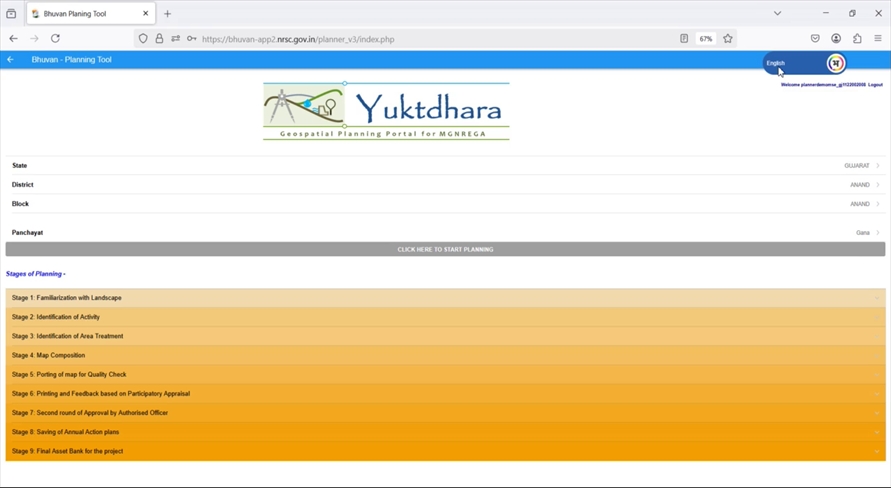 Bhuvan Planing Tool
https://bhuvan-app2.nrsc.gov.in/planner_v3/index.php
67%
Bhuvan - Planning Tool
English
Logout
Yuktdhara
Geospatial Planning Portal for MGNREGA
State GUJARAT
District ANAND
Block ANAND
Panchayat Gana
CLICK HERE TO START PLANNING
Stages of Planning -
Stage 1: Familiarization with Landscape
Stage 2: Identification of Activity
Stage 3: Identification of Area Treatment
Stage 4: Map Composition
Stage 5: Porting of map for Quality Check
Stage 6: Printing and Feedback based on Participatory Appraisal
Stage 7: Second round of Approval by Authorised Officer
Stage 8: Saving of Annual Action plans
Stage 9: Final Asset Bank for the project